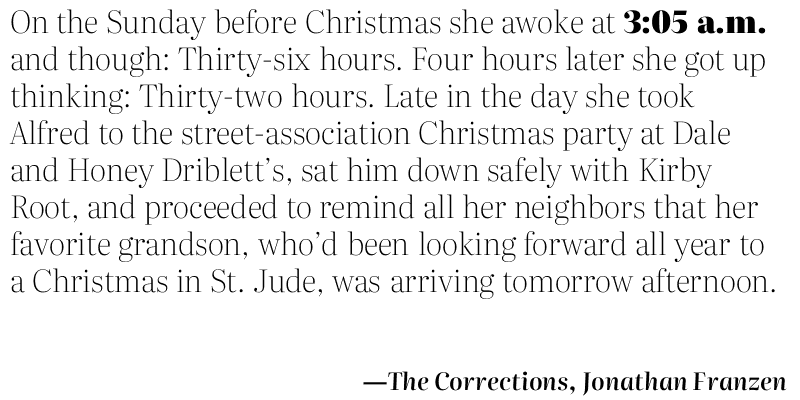 On the Sunday before Christmas she awoke at 3:05 a.m.
and though: Thirty-six hours. Four hours later she got up
thinking: Thirty-two hours. Late in the day she took
Alfred to the street-association Christmas party at Dale
and Honey Driblett’s, sat him down safely with Kirby
Root, and proceeded to remind all her neighbors that her
favorite grandson, who’d been looking forward all year to
a Christmas in St. Jude, was arriving tomorrow afternoon.
—The Corrections, Jonathan Franzen